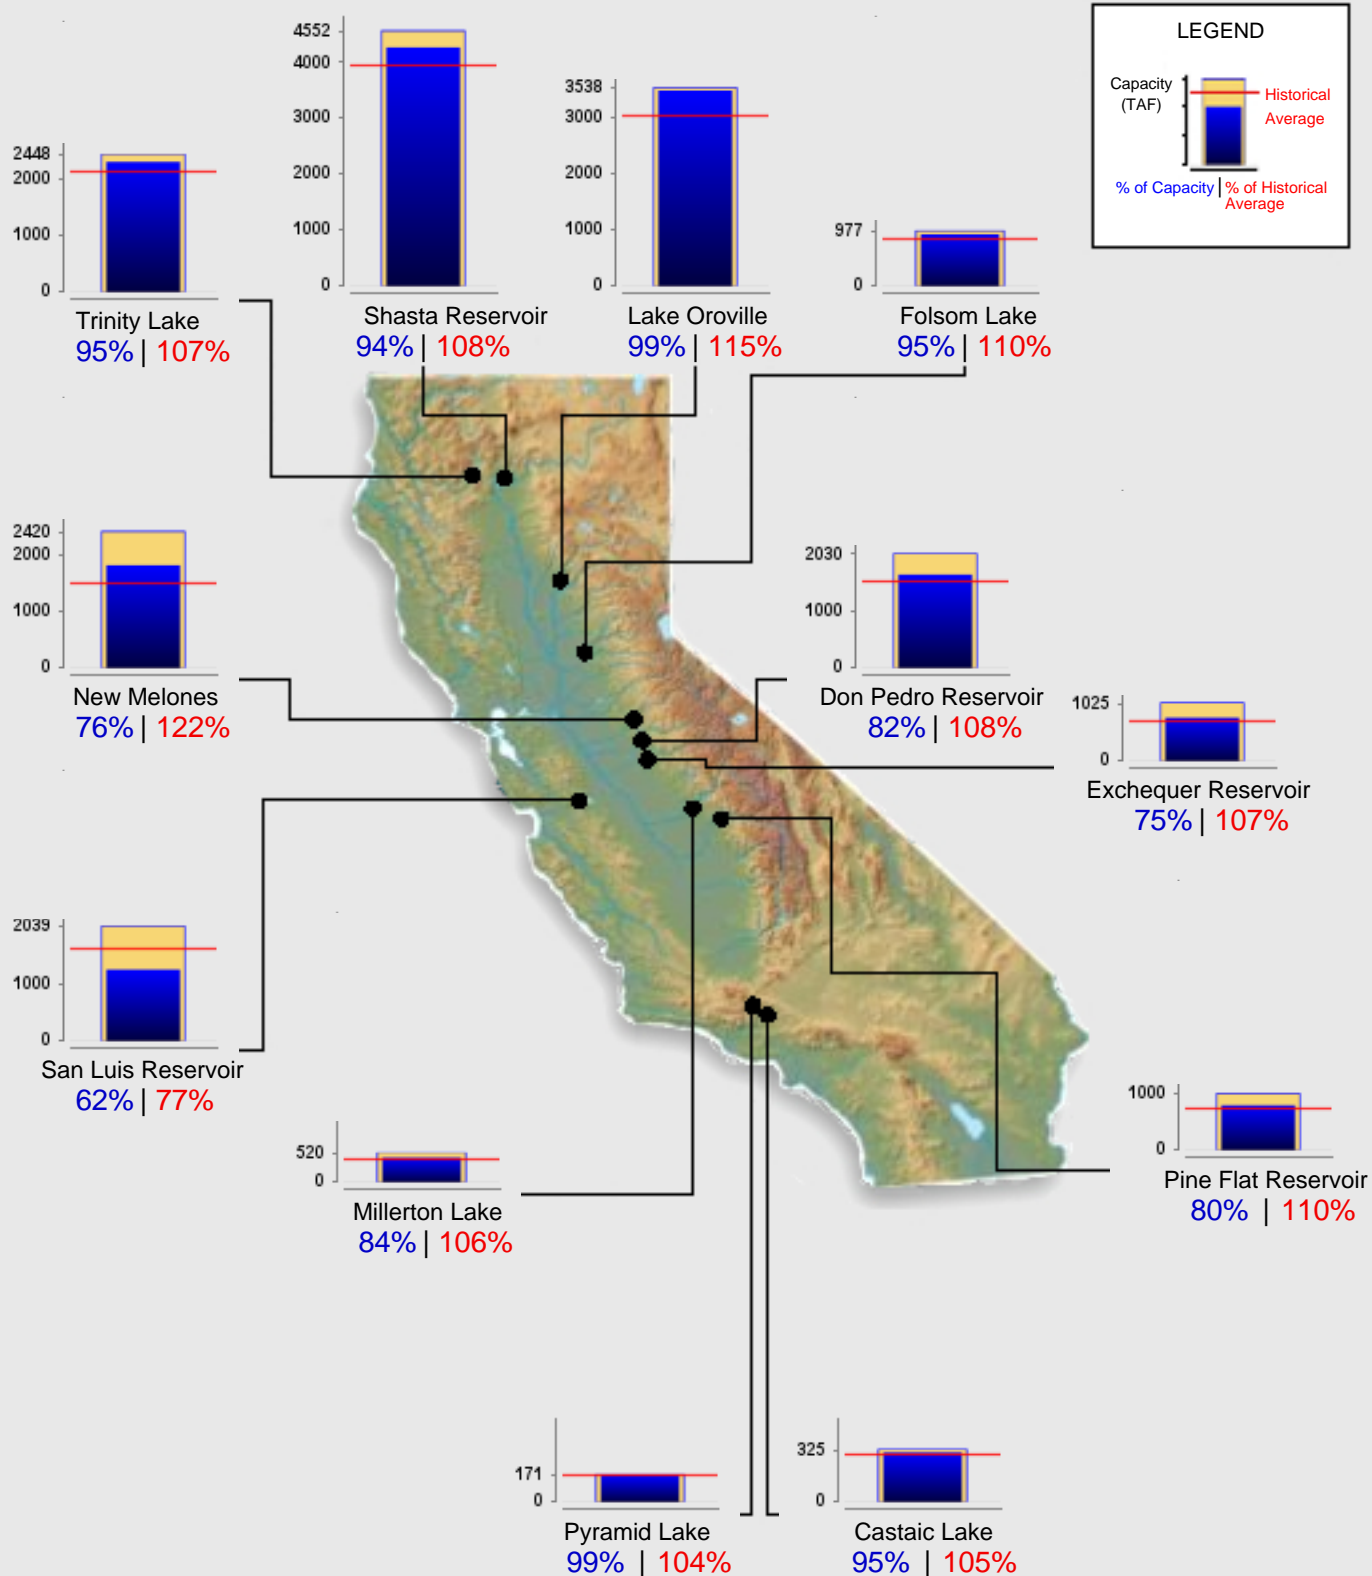 LEGEND
Capacity
(TAF)
Historical
Average
% of Capacity | % of Historical
Average
4552
4000
3000
2000
1000
0
Shasta Reservoir
94% | 108%
3538
3000
2000
1000
0
Lake Oroville
99% | 115%
2448
2000
1000
0
Trinity Lake
95% | 107%
977
0
Folsom Lake
95% | 110%
2420
2000
1000
0
New Melones
76% | 122%
2030
1000
0
Don Pedro Reservoir
82% | 108%
1025
0
Exchequer Reservoir
75% | 107%
2039
1000
0
San Luis Reservoir
62% | 77%
520
0
Millerton Lake
84% | 106%
1000
0
Pine Flat Reservoir
80% | 110%
171
0
Pyramid Lake
99% | 104%
325
0
Castaic Lake
95% | 105%